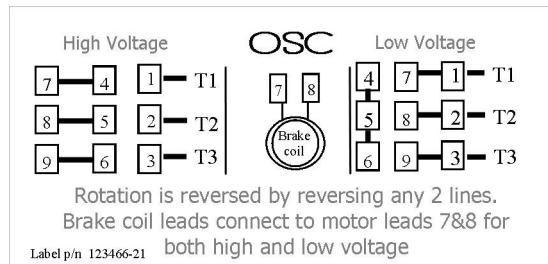 High Voltage OSC Low Voltage
7 4 1 T1 7 8 4 7 1 T1
8 5 2 T2 Brake coil 5 8 2 T2
9 6 3 T3 6 9 3 T3
Rotation is reversed by reversing any 2 lines.
Brake coil leads connect to motor leads 7&8 for
both high and low voltage
Label p/n 123466-21